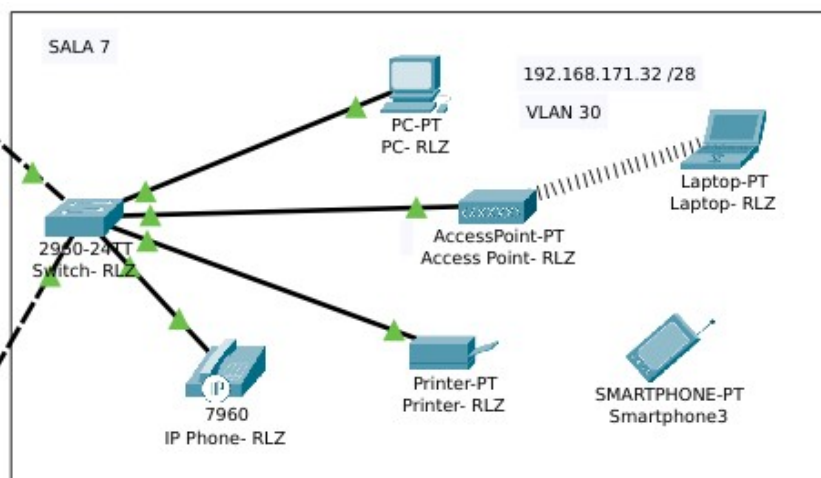 SALA 7
192.168.171.32 /28
VLAN 30
PC-PT
PC- RLZ
Laptop-PT
Laptop- RLZ
2960-24TT
Switch- RLZ
AccessPoint-PT
Access Point- RLZ
IP
7960
IP Phone- RLZ
Printer-PT
Printer- RLZ
SMARTPHONE-PT
Smartphone3